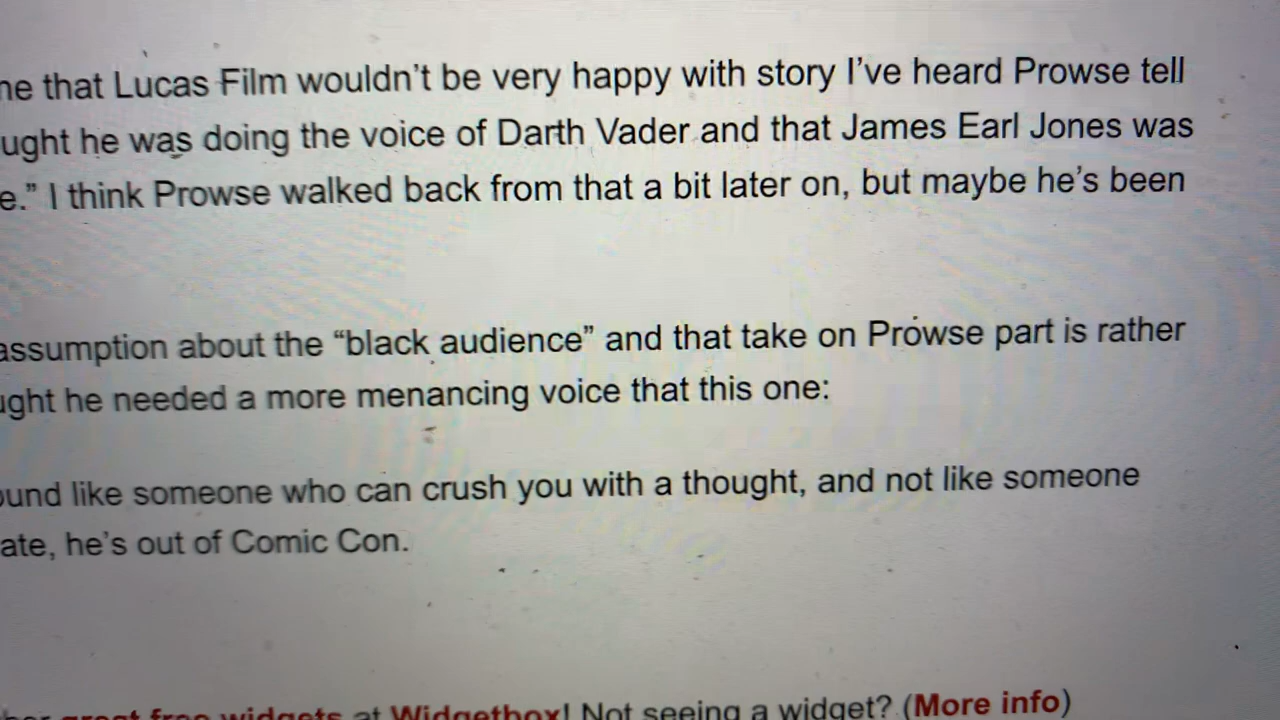 ne that Lucas Film wouldn't be very happy with story I've heard Prowse tell
ught he was doing the voice of Darth Vader and that James Earl Jones was
e.” I think Prowse walked back from that a bit later on, but maybe he's been
assumption about the “black audience” and that take on Prowse part is rather
ught he needed a more menancing voice that this one:
ound like someone who can crush you with a thought, and not like someone
ate, he's out of Comic Con.
great free widgets at Widgetbox! Not seeing a widget? (More info)